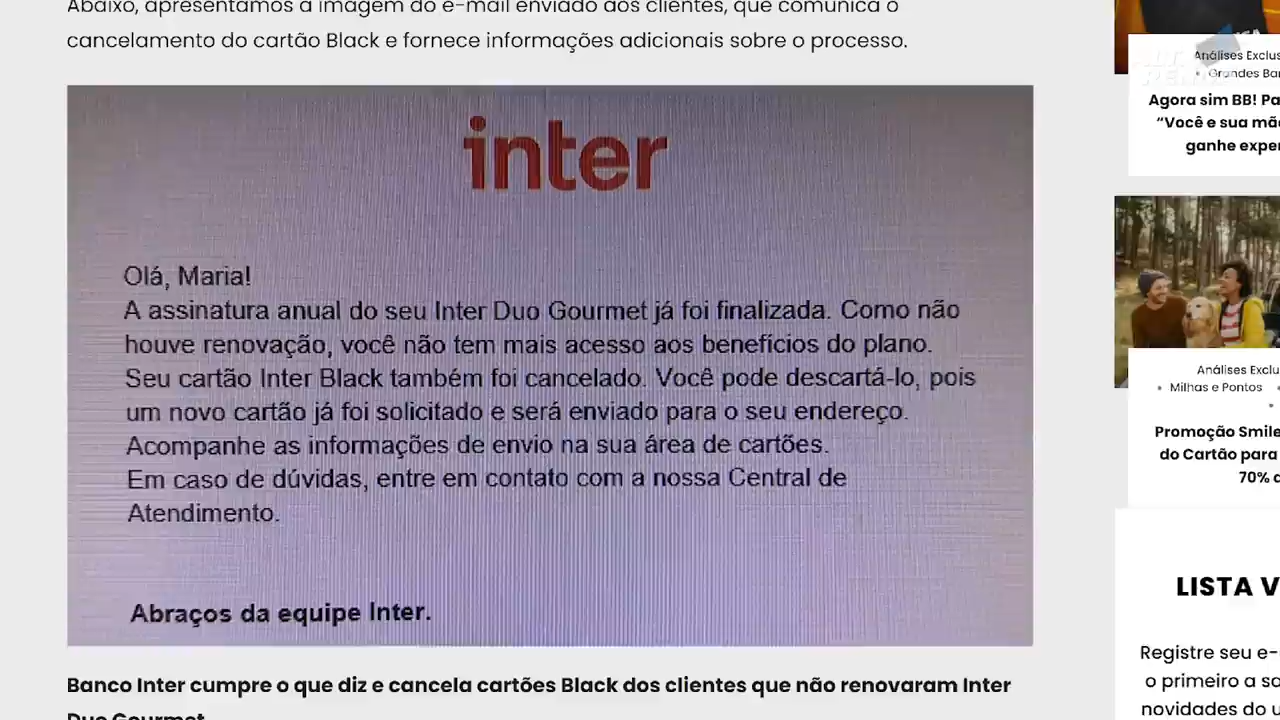 Abaixo, apresentamos a imagem do e-mail enviado aos clientes, que comunica o
cancelamento do cartão Black e fornece informações adicionais sobre o processo.
inter
Olá, Maria!
A assinatura anual do seu Inter Duo Gourmet já foi finalizada. Como não
houve renovação, você não tem mais acesso aos benefícios do plano.
Seu cartão Inter Black também foi cancelado. Você pode descartá-lo, pois
um novo cartão já foi solicitado e será enviado para o seu endereço.
Acompanhe as informações de envio na sua área de cartões.
Em caso de dúvidas, entre em contato com a nossa Central de
Atendimento.
Abraços da equipe Inter.
Banco Inter cumpre o que diz e cancela cartões Black dos clientes que não renovaram Inter
Duo Gourmet
Análises Exclus
• Grandes Ba
Agora sim BB! Pa
“Você e sua mã
ganhe exper
Análises Exclu
• Milhas e Pontos •
Promoção Smile
do Cartão para
70%
LISTA V
Registre seu e-
o primeiro a sa
novidades do u